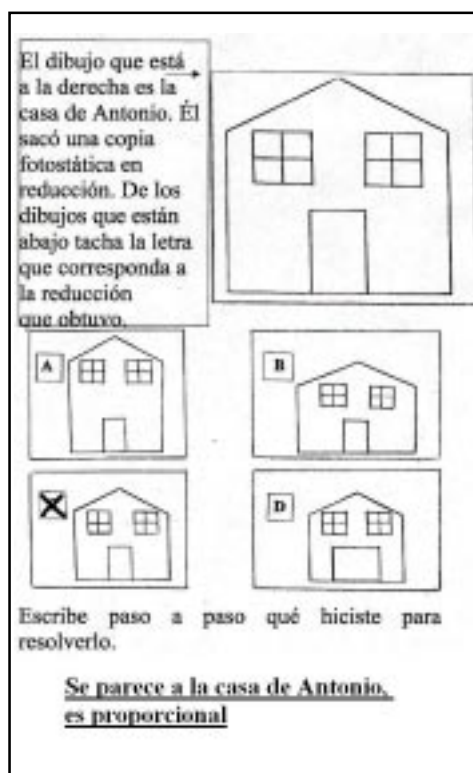 El dibujo que está
a la derecha es la
casa de Antonio. Él
sacó una copia
fotostática en
reducción. De los
dibujos que están
abajo tacha la letra
que corresponda a
la reducción
que obtuvo.
A
B
D
Escribe paso a paso qué hiciste para
resolverlo.
Se parece a la casa de Antonio,
es proporcional